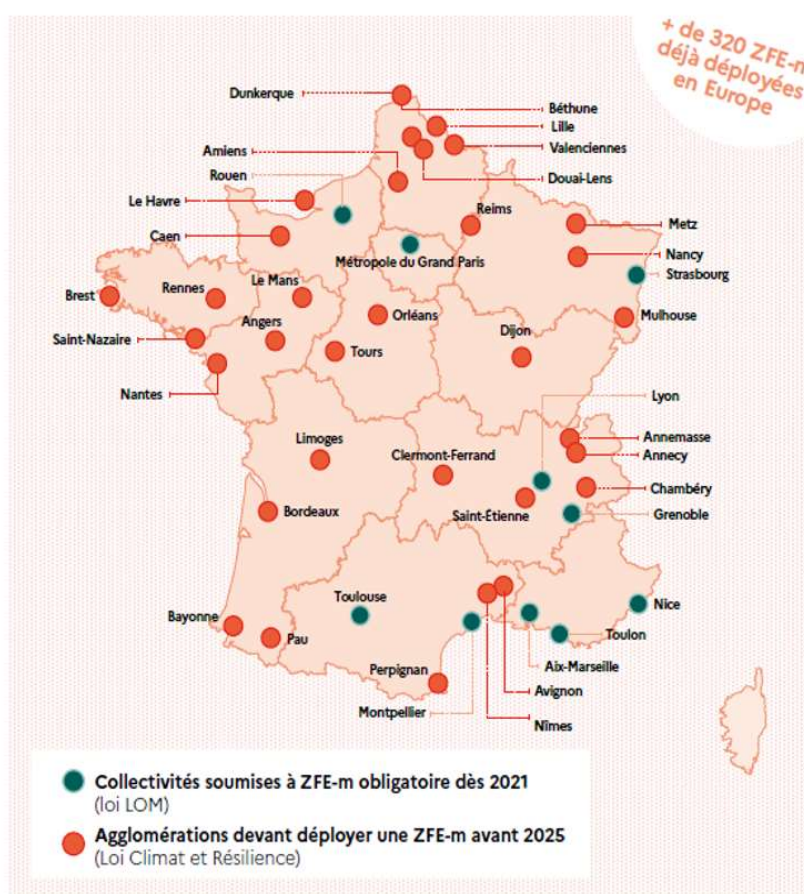 + de 320 ZFE-m
déjà déployées
en Europe
Dunkerque
Béthune
Lille
Amiens
Valenciennes
Rouen
Douai-Lens
Le Havre
Reims
Metz
Caen
Nancy
Métropole du Grand Paris
Strasbourg
Le Mans
Rennes
Brest
Orléans
Mulhouse
Angers
Dijon
Saint-Nazaire
Tours
Nantes
Lyon
Limoges
Annemasse
Clermont-Ferrand
Annecy
Chambéry
Bordeaux
Saint-Étienne
Grenoble
Toulouse
Nice
Bayonne
Toulon
Pau
Perpignan
Aix-Marseille
Avignon
Montpellier
Nîmes
Collectivités soumises à ZFE-m obligatoire dès 2021
(loi LOM)
Agglomérations devant déployer une ZFE-m avant 2025
(Loi Climat et Résilience)